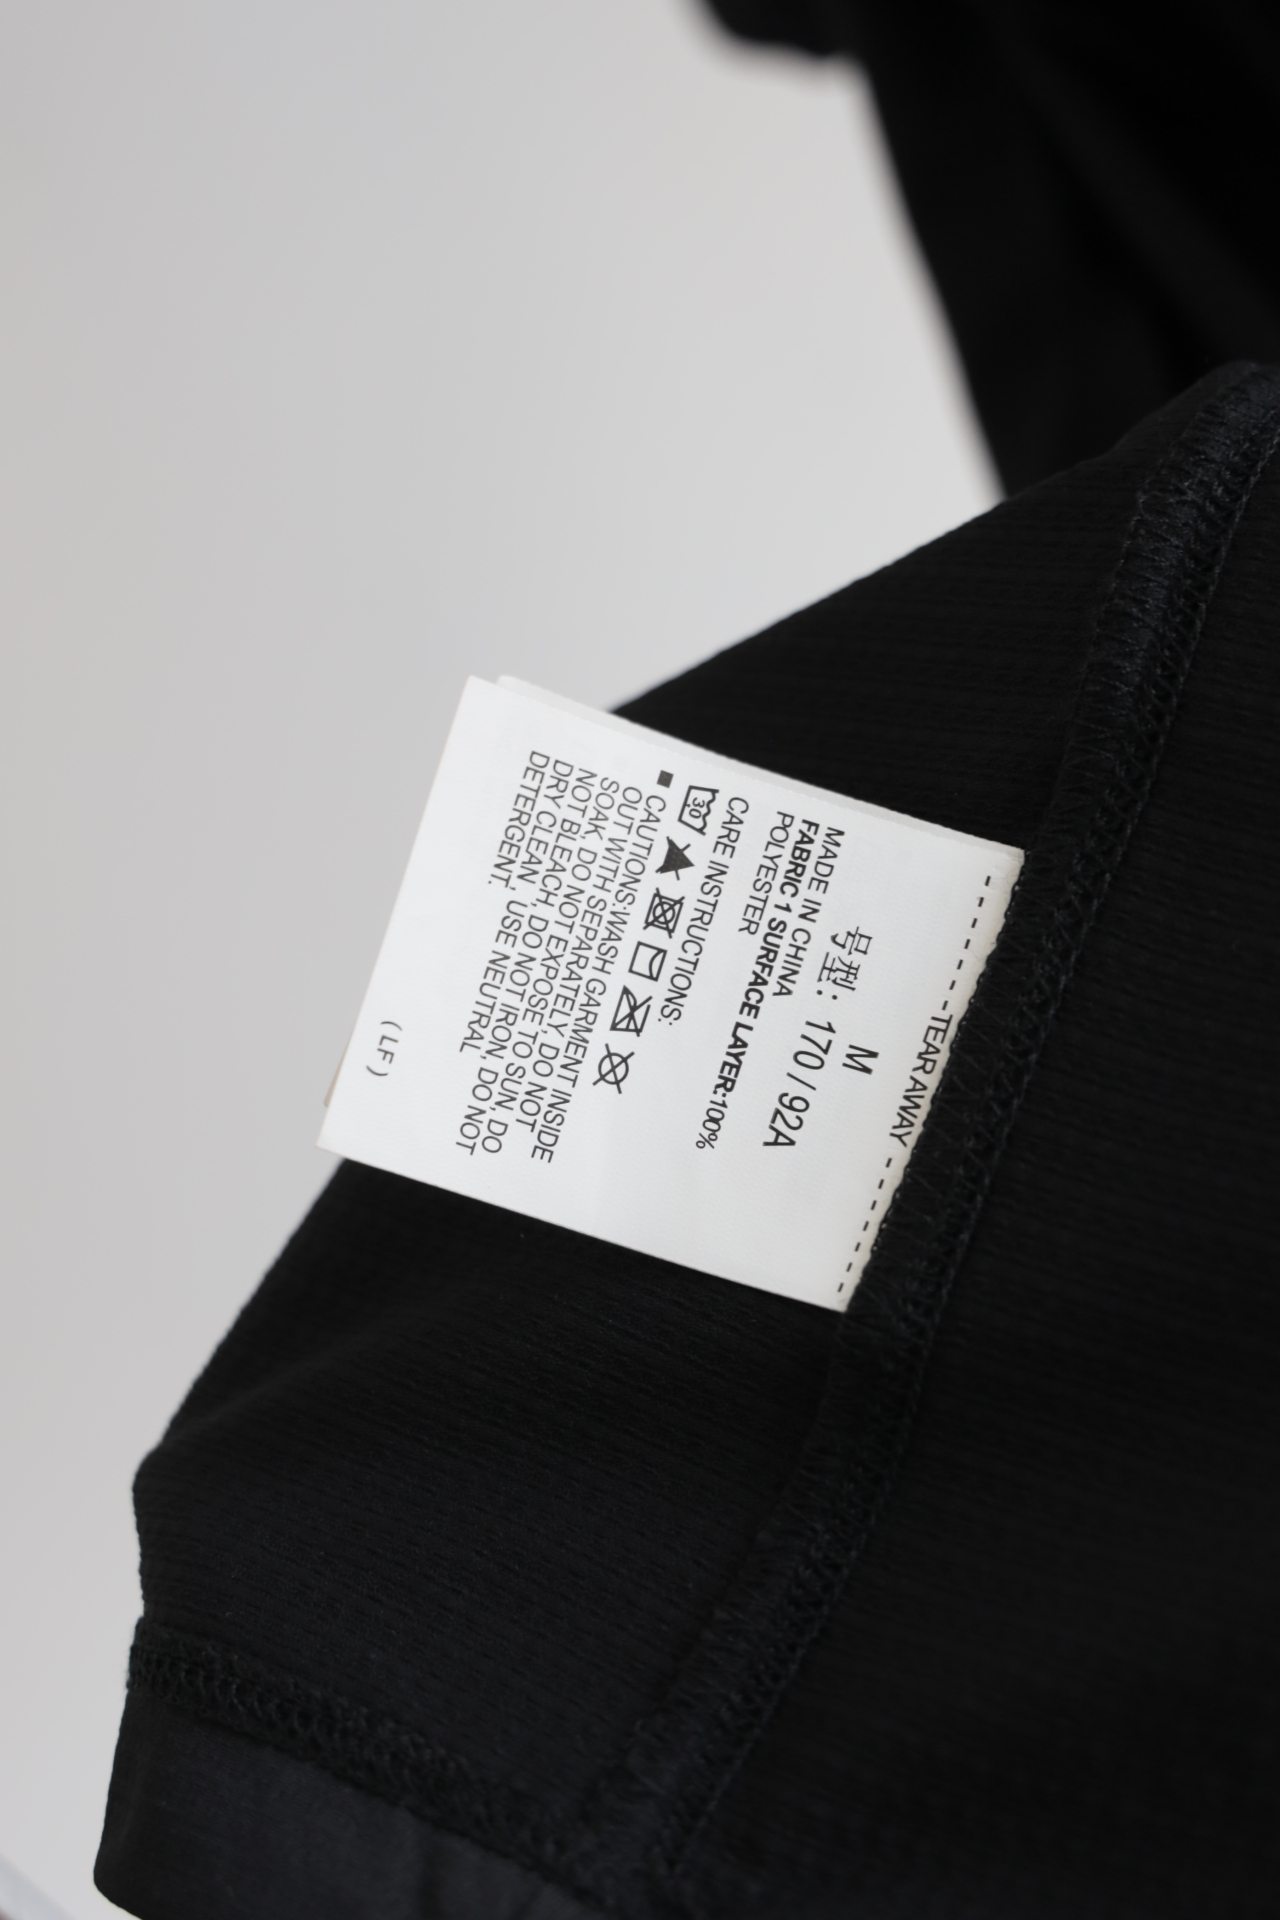 -TEAR AWAY-
M
号型: 170 / 92A
MADE IN CHINA
FABRIC 1 SURFACE LAYER:100%
POLYESTER
CARE INSTRUCTIONS:
30
■ CAUTIONS:WASH GARMENT INSIDE
OUT WITH SEPARATELY, DO NOT
SOAK, DO NOT EXPOSE TO SUN, DO
NOT BLEACH, DO NOT IRON, DO NOT
DRY CLEAN , USE NEUTRAL
DETERGENT.
(LF)